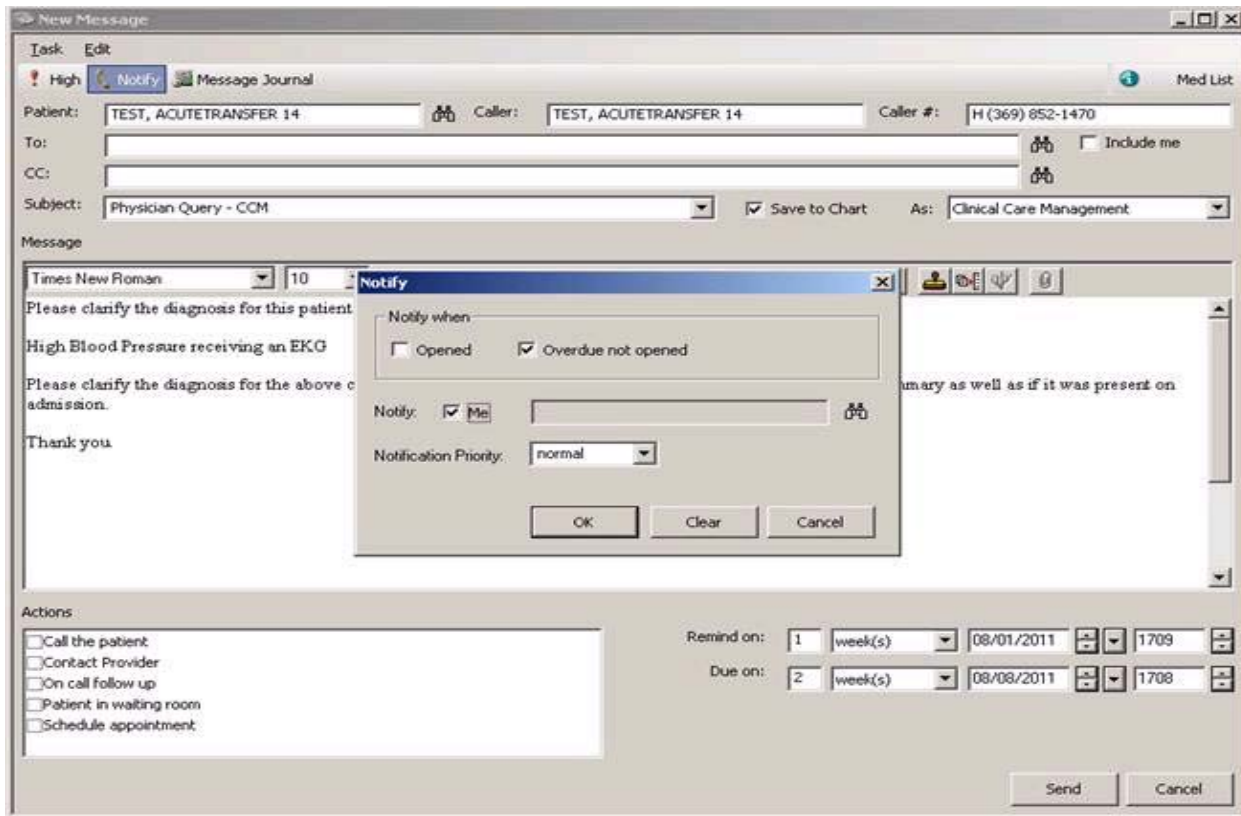 New Message
Task Edit
High Notify Message Journal Med List
Patient: TEST, ACUTETRANSFER 14 Caller: TEST, ACUTETRANSFER 14 Caller #: H (369) 852-1470
To: Include me
CC:
Subject: Physician Query - CCM Save to Chart As: Clinical Care Management
Message
Times New Roman 10
Please clarify the diagnosis for this patient
High Blood Pressure receiving an EKG
Please clarify the diagnosis for the above c mary as well as if it was present on
admission.
Thank you
Notify
Notify when
Opened Overdue not opened
Notify: Me
Notification Priority: normal
OK Clear Cancel
Actions
Call the patient
Contact Provider
On call follow up
Patient in waiting room
Schedule appointment
Remind on: 1 week(s) 08/01/2011 1709
Due on: 2 week(s) 08/08/2011 1708
Send Cancel